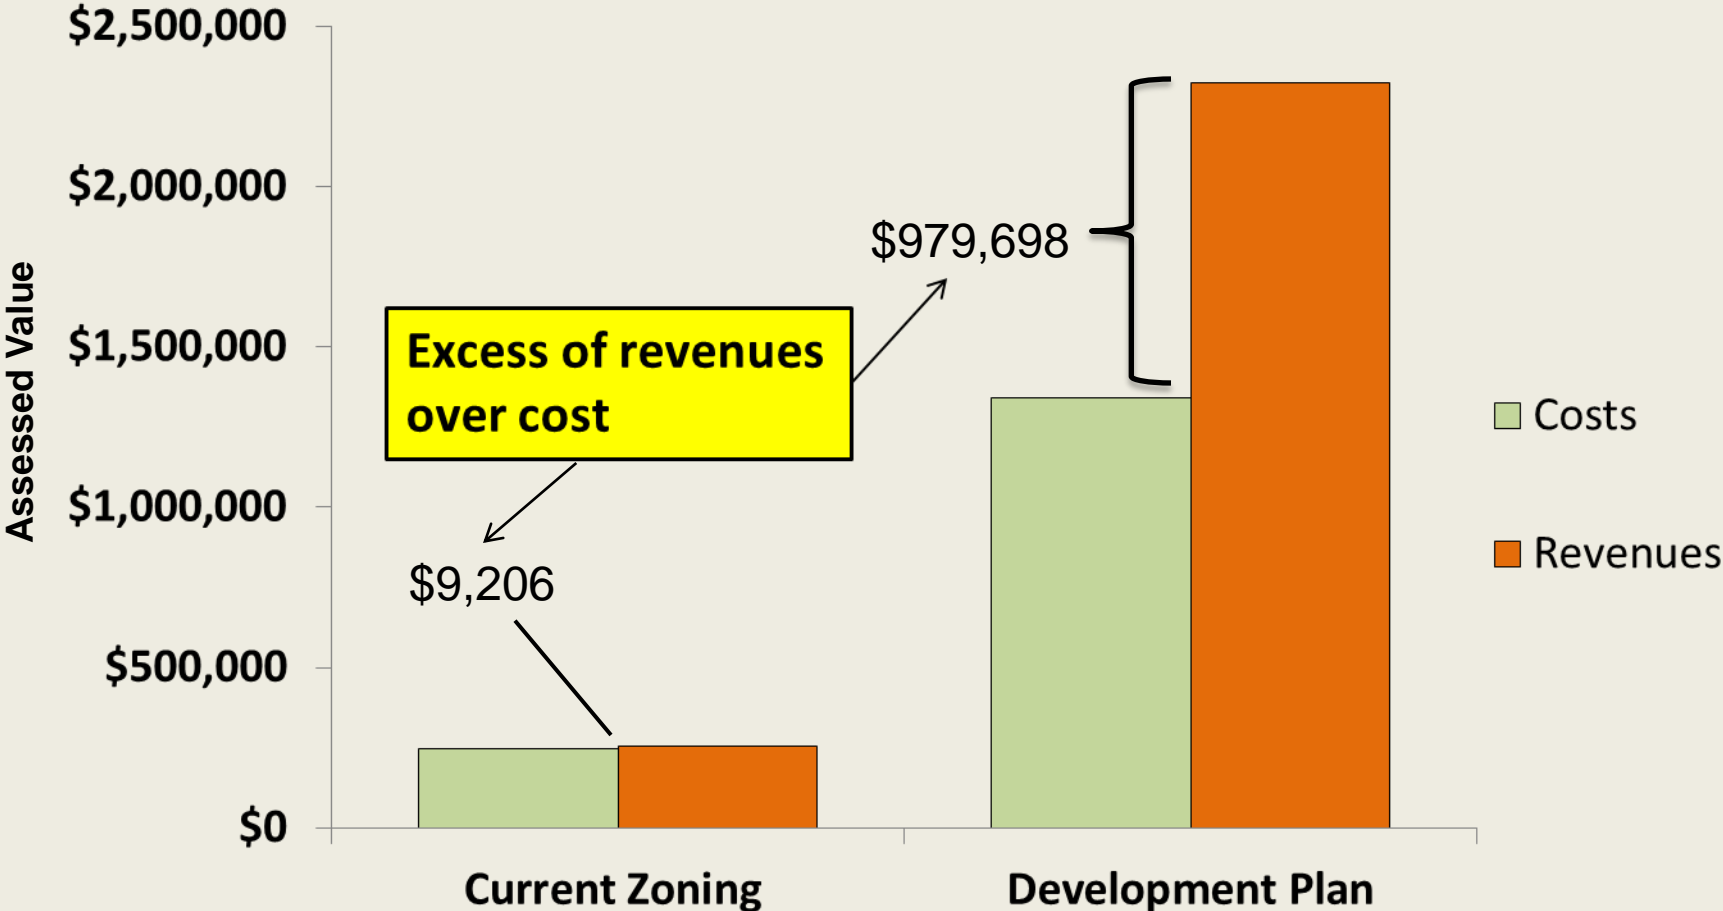 $2,500,000
$2,000,000
$1,500,000
$1,000,000
$500,000
$0
Assessed Value
$979,698
Excess of revenues
over cost
$9,206
Costs
Revenues
Current Zoning
Development Plan